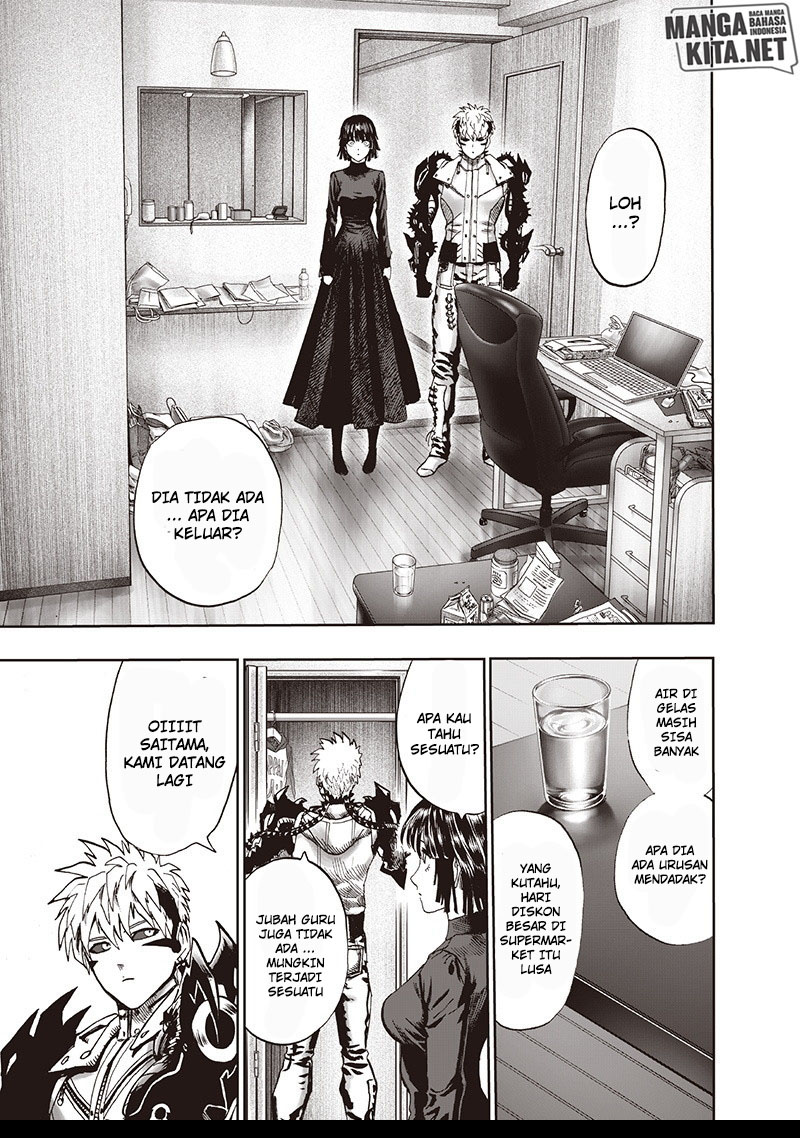 MANGA
KITA.NET
BACA MANGA
BAHASA
INDONESIA
LOH
...?
DIA TIDAK ADA
... APA DIA
KELUAR?
AIR DI
GELAS
MASIH
SISA
BANYAK
APA DIA
ADA URUSAN
MENDADAK?
YANG
KUTAHU,
HARI
DISKON
BESAR DI
SUPERMAR-
KET ITU
LUSA
APA KAU
TAHU
SESUATU?
JUBAH GURU
JUGA TIDAK
ADA ...
MUNGKIN
TERJADI
SESUATU
OIIIIT
SAITAMA,
KAMI DATANG
LAGI